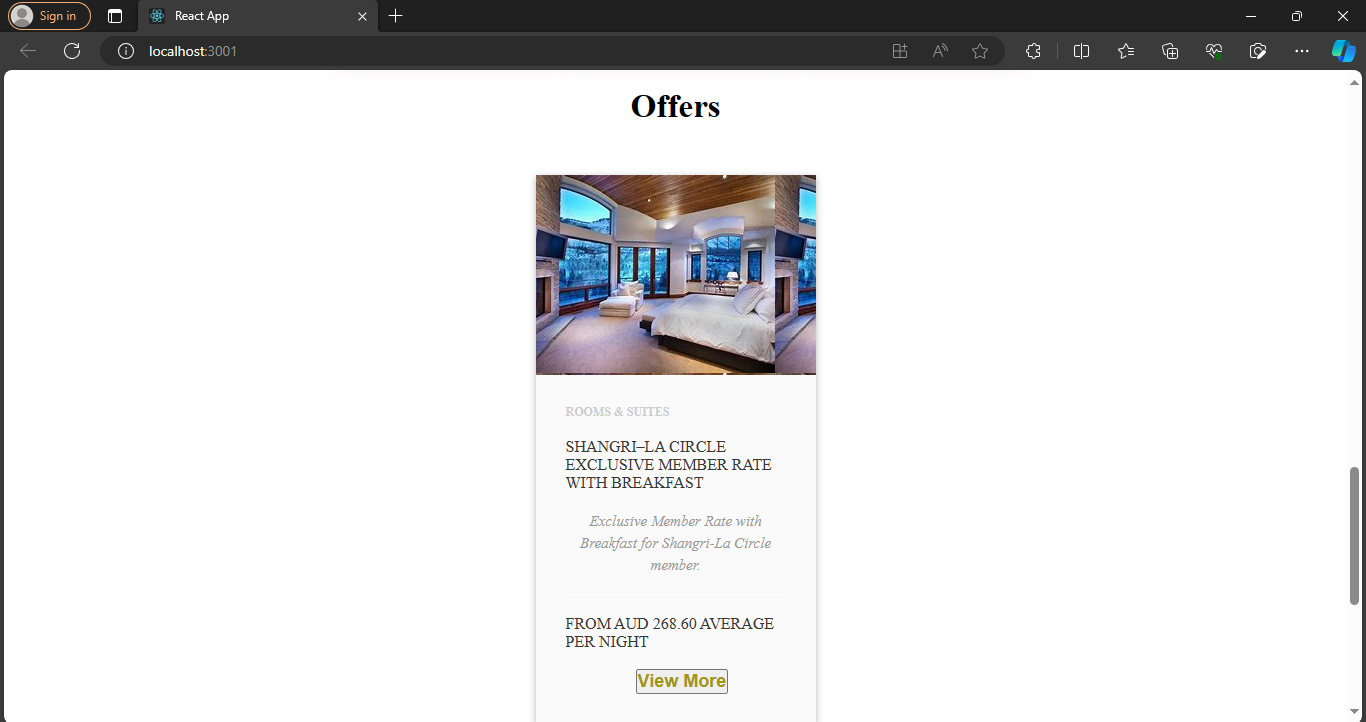 Sign in
React App
localhost:3001
Offers
ROOMS & SUITES
SHANGRI–LA CIRCLE
EXCLUSIVE MEMBER RATE
WITH BREAKFAST
Exclusive Member Rate with
Breakfast for Shangri-La Circle
member.
FROM AUD 268.60 AVERAGE
PER NIGHT
View More